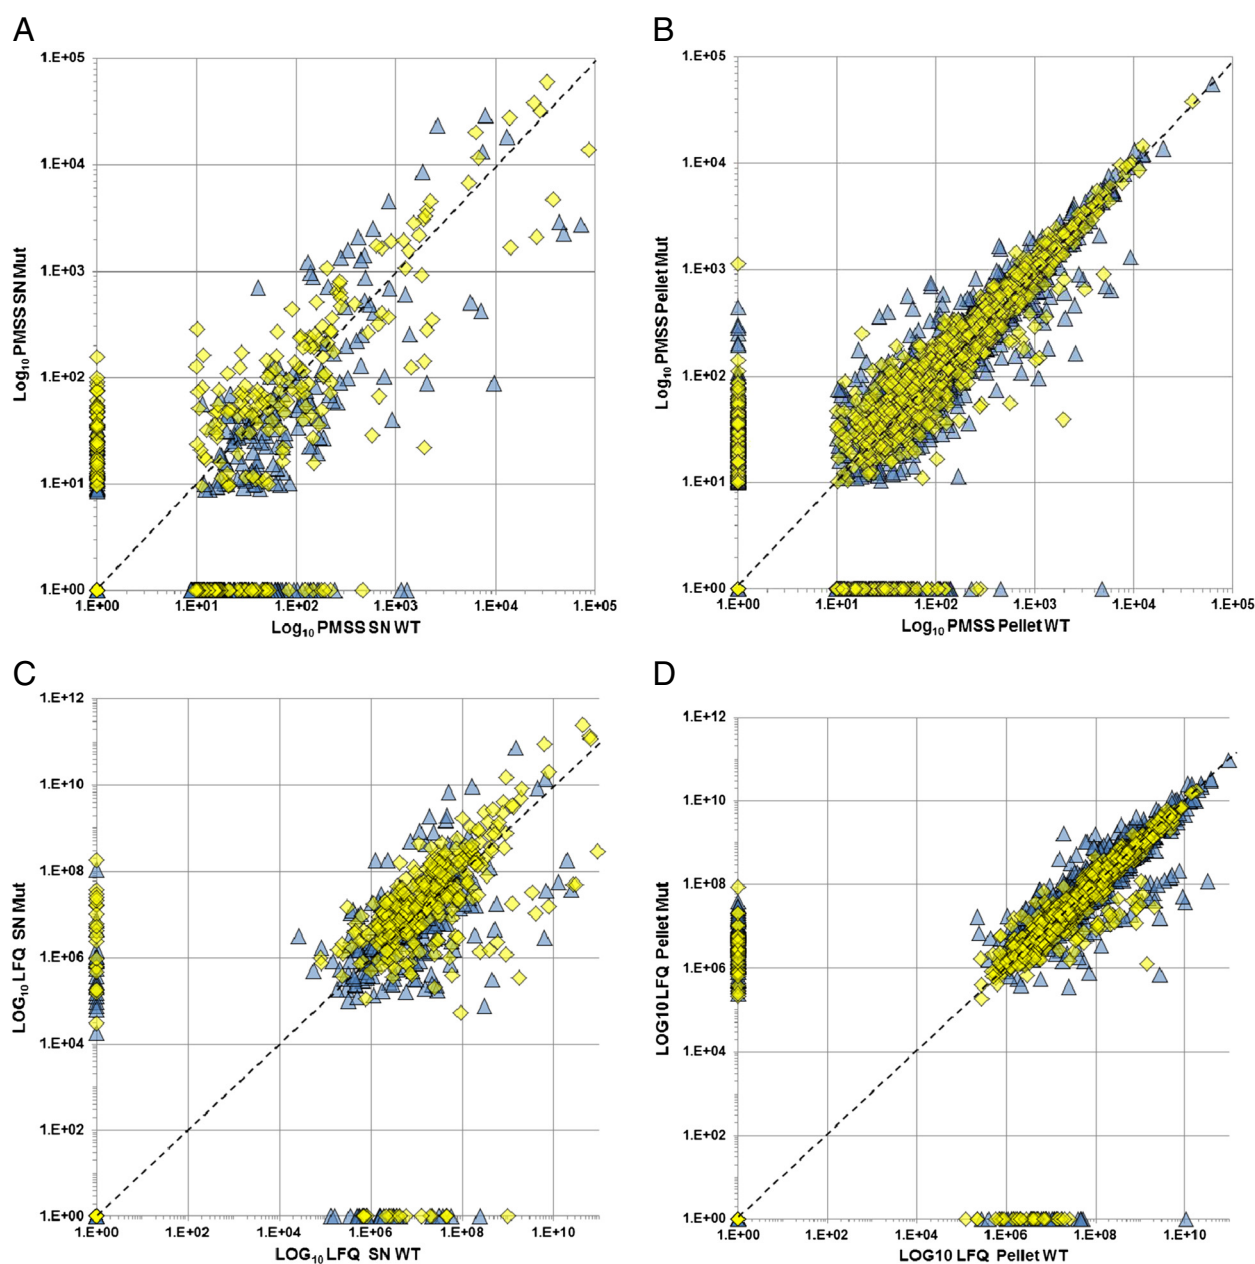 A
B
1.E+05
1.E+04
1.E+03
1.E+02
1.E+01
1.E+00
Log10 PMSS SN Mut
1.E+00
1.E+01
1.E+02
1.E+03
1.E+04
1.E+05
Log10 PMSS SN WT
1.E+05
1.E+04
1.E+03
1.E+02
1.E+01
1.E+00
Log10 PMSS Pellet Mut
1.E+00
1.E+01
1.E+02
1.E+03
1.E+04
1.E+05
Log10 PMSS Pellet WT
C
D
1.E+12
1.E+10
1.E+08
1.E+06
1.E+04
1.E+02
1.E+00
LOG10 LFQ SN Mut
1.E+00
1.E+02
1.E+04
1.E+06
1.E+08
1.E+10
LOG10 LFQ SN WT
1.E+12
1.E+10
1.E+08
1.E+06
1.E+04
1.E+02
1.E+00
LOG10 LFQ Pellet Mut
1.E+00
1.E+02
1.E+04
1.E+06
1.E+08
1.E+10
LOG10 LFQ Pellet WT